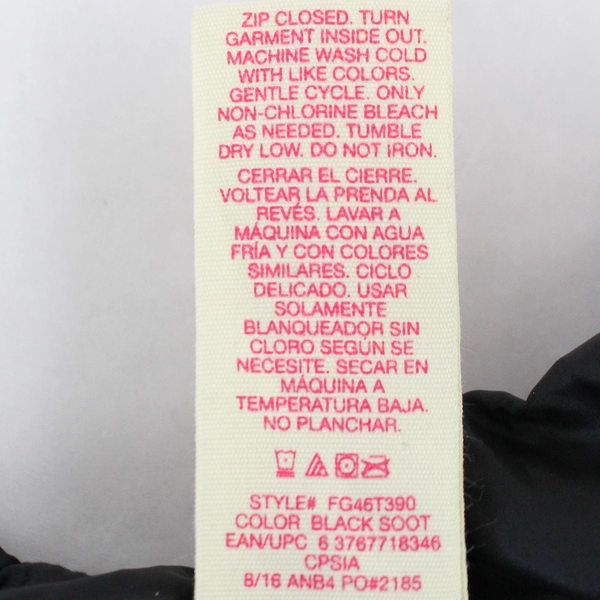 ZIP CLOSED. TURN
GARMENT INSIDE OUT.
MACHINE WASH COLD
WITH LIKE COLORS.
GENTLE CYCLE. ONLY
NON-CHLORINE BLEACH
AS NEEDED. TUMBLE
DRY LOW. DO NOT IRON.
CERRAR EL CIERRE.
VOLTEAR LA PRENDA AL
REVÉS. LAVAR A
MÁQUINA CON AGUA
FRÍA Y CON COLORES
SIMILARES. CICLO
DELICADO. USAR
SOLAMENTE
BLANQUEADOR SIN
CLORO SEGÚN SE
NECESITE. SECAR EN
MÁQUINA A
TEMPERATURA BAJA.
NO PLANCHAR.
STYLE# FG46T390
COLOR BLACK SOOT
EAN/UPC 6 3767718346
CPSIA
8/16 ANB4 PO#2185